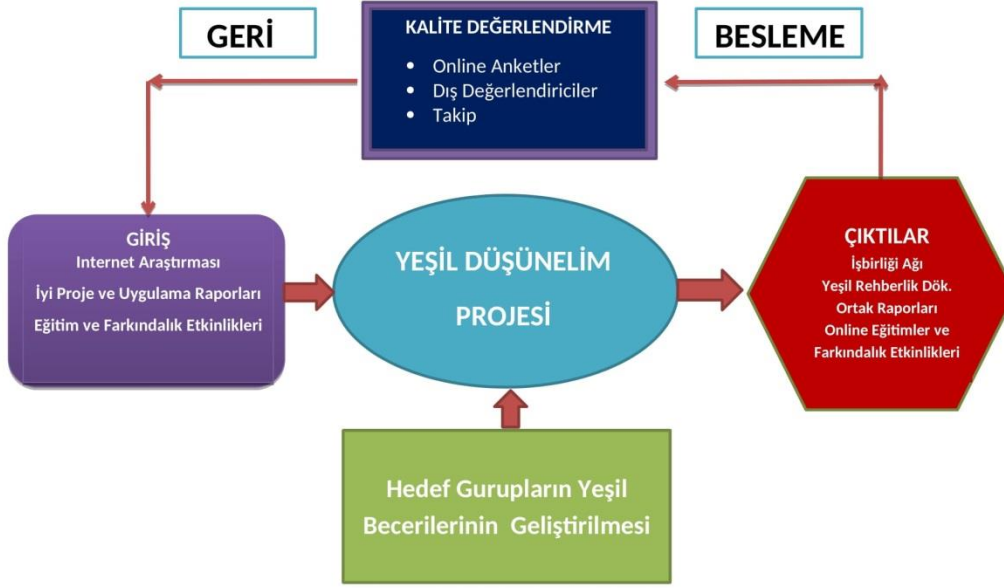 GERİ
KALİTE DEĞERLENDİRME
• Online Anketler
• Dış Değerlendiriciler
• Takip
BESLEME
GİRİŞ
Internet Araştırması
İyi Proje ve Uygulama Raporları
Eğitim ve Farkındalık Etkinlikleri
YEŞİL DÜŞÜNELİM
PROJESİ
ÇIKTILAR
İşbirliği Ağı
Yeşil Rehberlik Dök.
Ortak Raporları
Online Eğitimler ve
Farkındalık Etkinlikleri
Hedef Gurupların Yeşil
Becerilerinin Geliştirilmesi